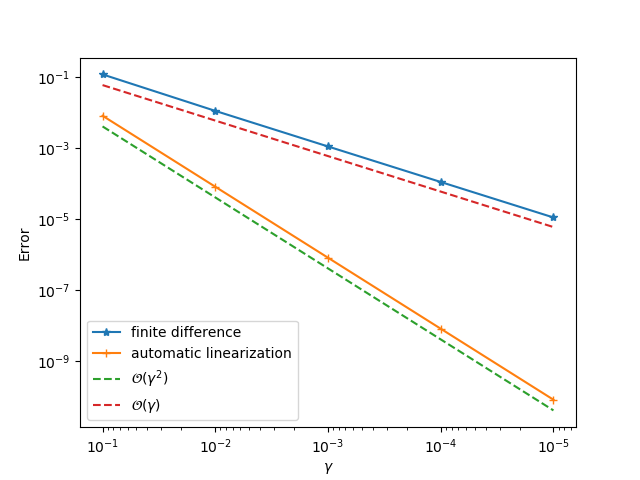 10⁻¹
10⁻³
10⁻⁵
10⁻⁷
10⁻⁹
Error
finite difference
automatic linearization
𝒪(γ²)
𝒪(γ)
10⁻¹ 10⁻² 10⁻³ 10⁻⁴ 10⁻⁵
γ